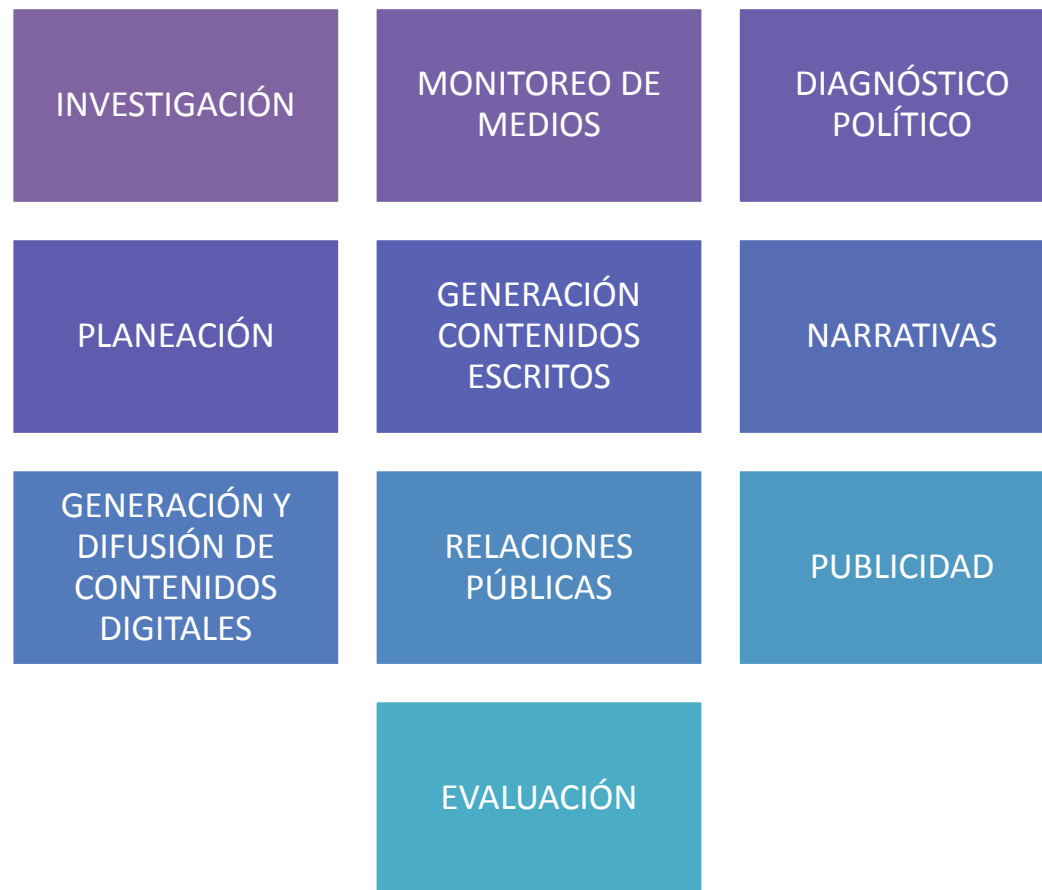 INVESTIGACIÓN
MONITOREO DE
MEDIOS
DIAGNÓSTICO
POLÍTICO
PLANEACIÓN
GENERACIÓN
CONTENIDOS
ESCRITOS
NARRATIVAS
GENERACIÓN Y
DIFUSIÓN DE
CONTENIDOS
DIGITALES
RELACIONES
PÚBLICAS
PUBLICIDAD
EVALUACIÓN